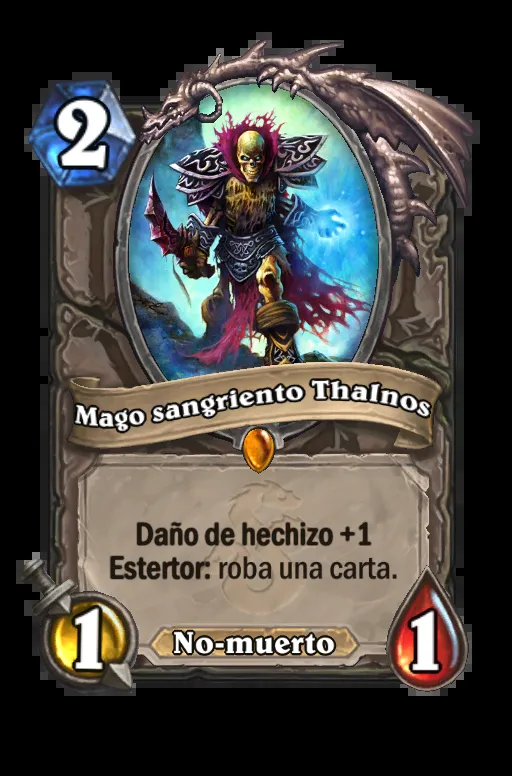 2
Mago sangriento Thalnos
Daño de hechizo +1
Estertor: roba una carta.
1
No-muerto
1